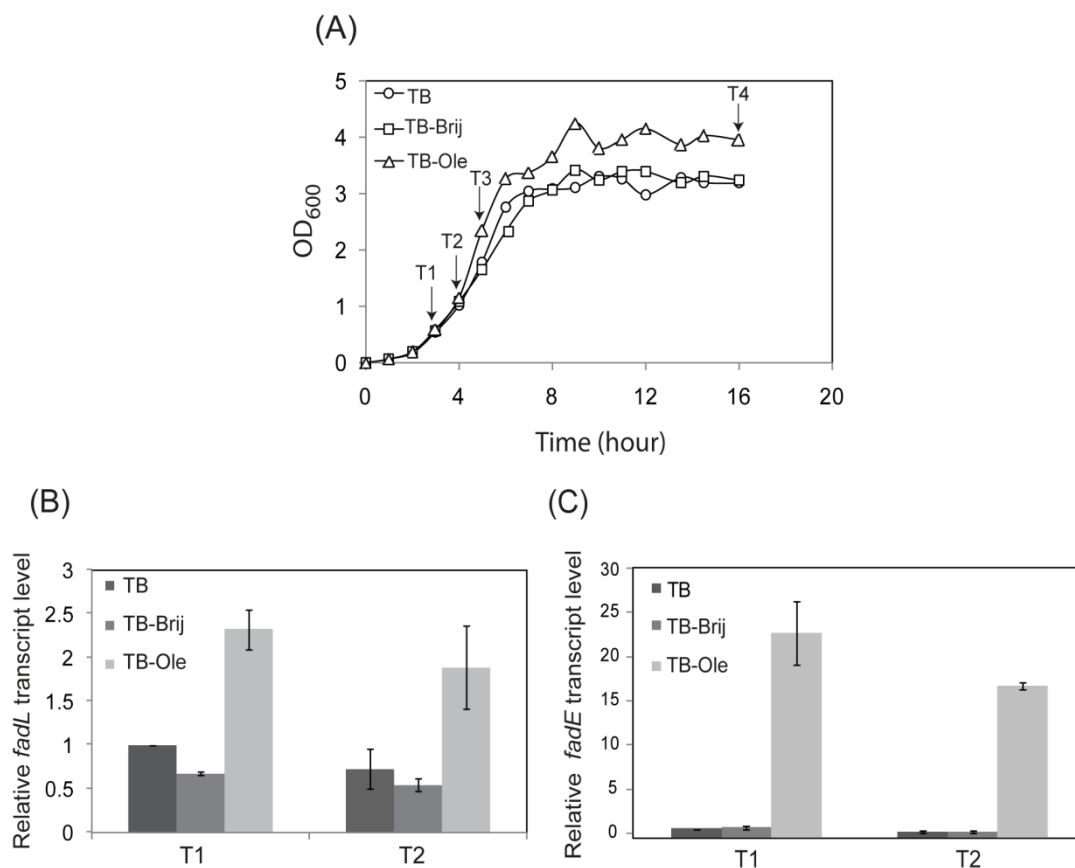 (A)
OD600
5
4
3
2
1
0
TB
TB-Brij
TB-Ole
T1
T2
T3
T4
0 4 8 12 16 20
Time (hour)
(B)
Relative fadL transcript level
3
2.5
2
1.5
1
0.5
0
TB
TB-Brij
TB-Ole
T1 T2
(C)
Relative fadE transcript level
30
25
20
15
10
5
0
TB
TB-Brij
TB-Ole
T1 T2